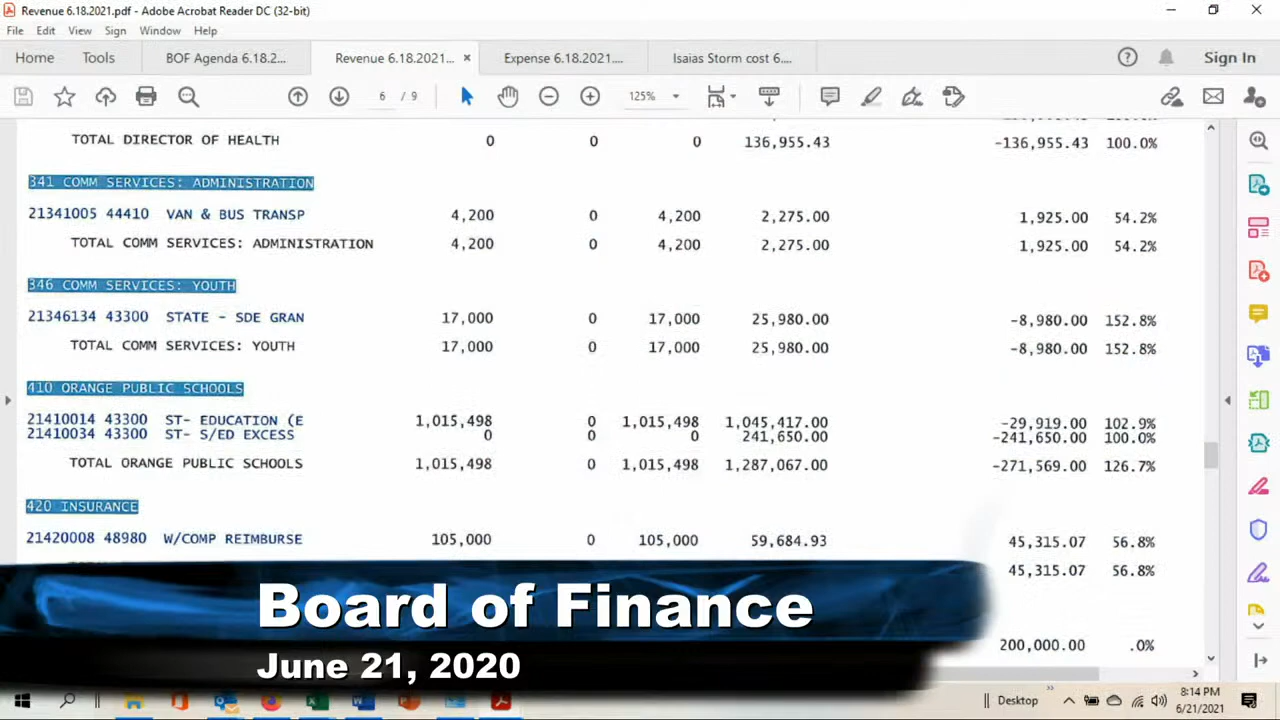 Revenue 6.18.2021.pdf - Adobe Acrobat Reader DC (32-bit)
File Edit View Sign Window Help
Home Tools BOF Agenda 6.18.2... Revenue 6.18.2021... × Expense 6.18.2021.... Isaias Storm cost 6.... Sign In
6 / 9 125%
TOTAL DIRECTOR OF HEALTH 0 0 0 136,955.43 -136,955.43 100.0%
341 COMM SERVICES: ADMINISTRATION
21341005 44410 VAN & BUS TRANSP 4,200 0 4,200 2,275.00 1,925.00 54.2%
TOTAL COMM SERVICES: ADMINISTRATION 4,200 0 4,200 2,275.00 1,925.00 54.2%
346 COMM SERVICES: YOUTH
21346134 43300 STATE - SDE GRAN 17,000 0 17,000 25,980.00 -8,980.00 152.8%
TOTAL COMM SERVICES: YOUTH 17,000 0 17,000 25,980.00 -8,980.00 152.8%
410 ORANGE PUBLIC SCHOOLS
21410014 43300 ST- EDUCATION (E 1,015,498 0 1,015,498 1,045,417.00 -29,919.00 102.9%
21410034 43300 ST- S/ED EXCESS 0 0 0 241,650.00 -241,650.00 100.0%
TOTAL ORANGE PUBLIC SCHOOLS 1,015,498 0 1,015,498 1,287,067.00 -271,569.00 126.7%
420 INSURANCE
21420008 48980 W/COMP REIMBURSE 105,000 0 105,000 59,684.93 45,315.07 56.8%
45,315.07 56.8%
Board of Finance
200,000.00 .0%
June 21, 2020
Desktop 8:14 PM
6/21/2021